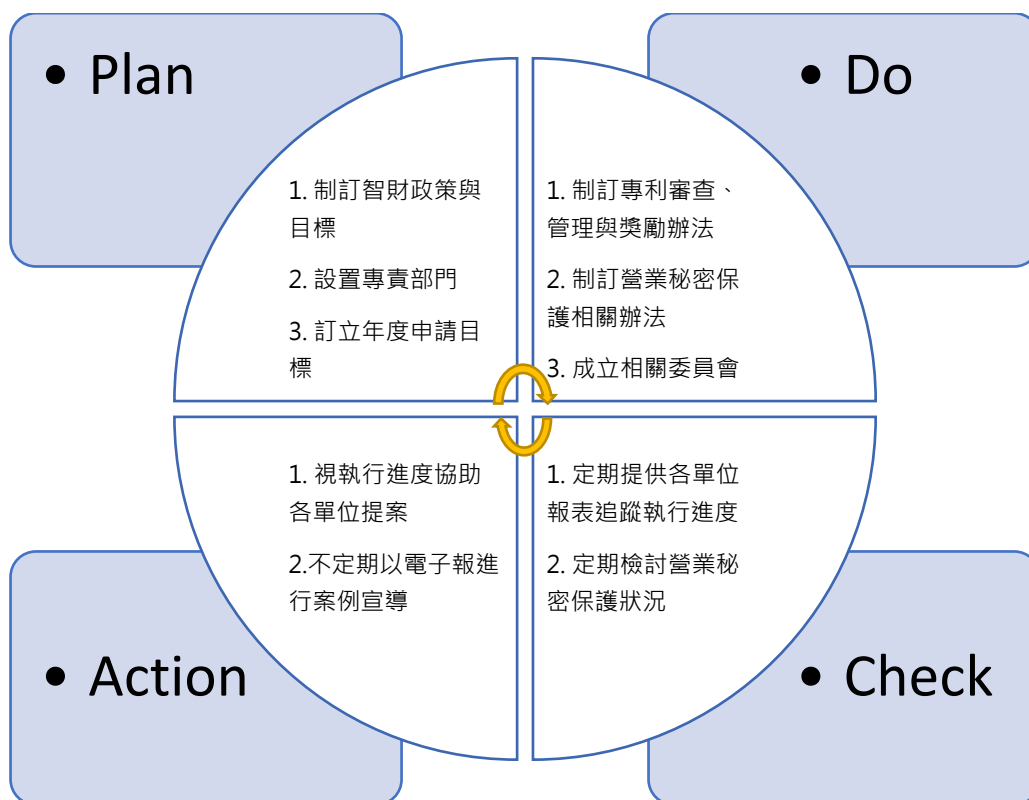 • Plan
1. 制訂智財政策與
目標
2. 設置專責部門
3. 訂立年度申請目
標
• Do
1. 制訂專利審查、
管理與獎勵辦法
2. 制訂營業秘密保
護相關辦法
3. 成立相關委員會
1. 視執行進度協助
各單位提案
2.不定期以電子報進
行案例宣導
• Action
1. 定期提供各單位
報表追蹤執行進度
2. 定期檢討營業秘
密保護狀況
• Check